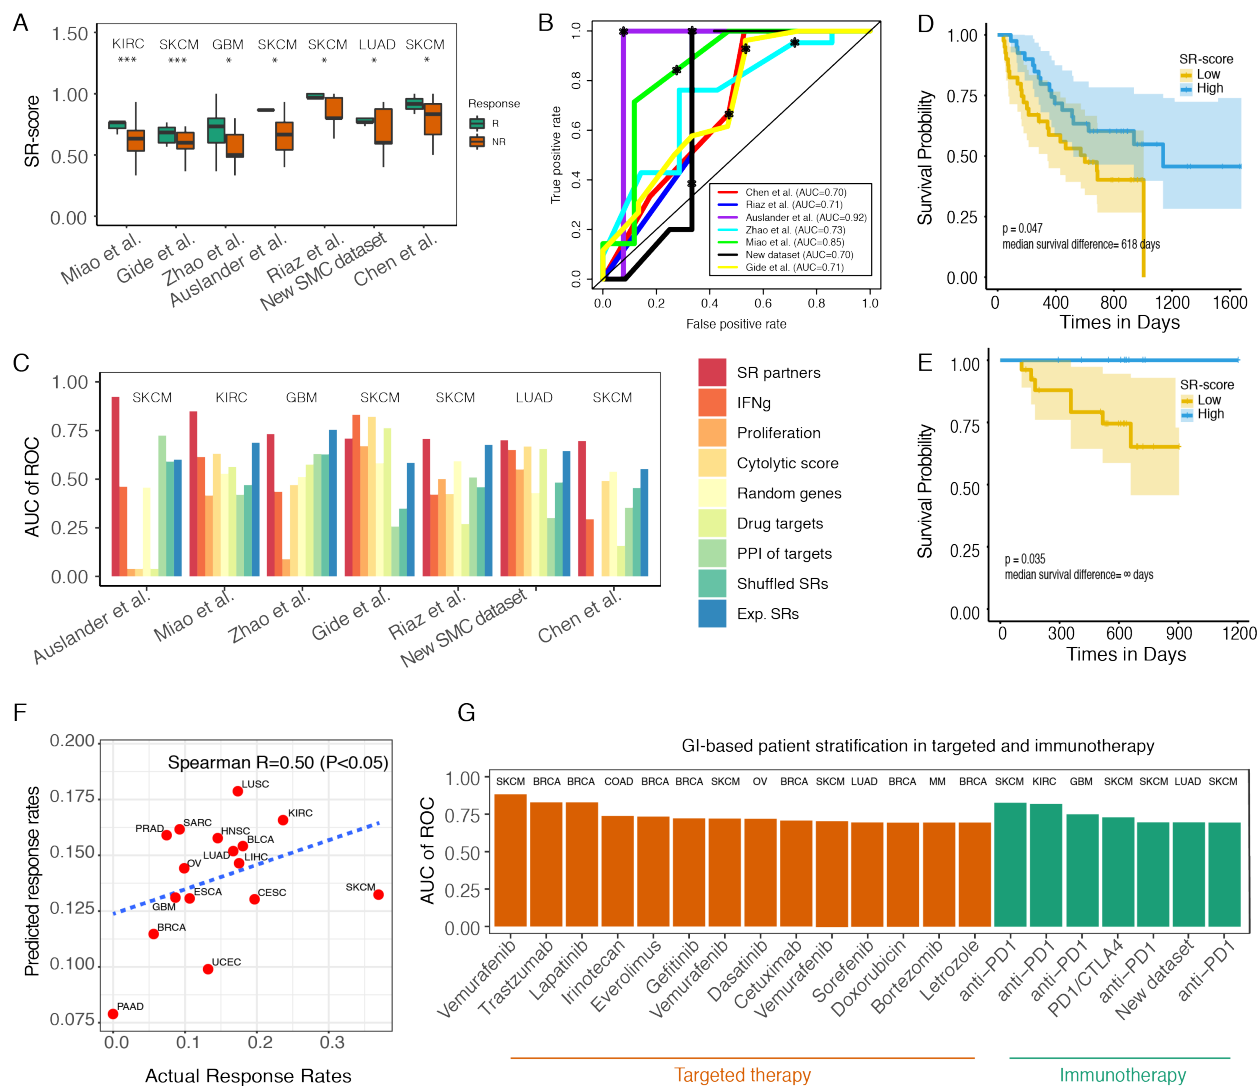 A
1.50
1.00
0.50
0.00
SR-score
KIRC SKCM GBM SKCM SKCM LUAD SKCM
*** *** * * * * *
Response
R
NR
Miao et al.
Gide et al.
Zhao et al.
Auslander et al.
Riaz et al.
New SMC dataset
Chen et al.
B
True positive rate
1.0
0.8
0.6
0.4
0.2
0.0
Chen et al. (AUC=0.70)
Riaz et al. (AUC=0.71)
Auslander et al. (AUC=0.92)
Zhao et al. (AUC=0.73)
Miao et al. (AUC=0.85)
New dataset (AUC=0.70)
Gide et al. (AUC=0.71)
0.0 0.2 0.4 0.6 0.8 1.0
False positive rate
D
Survival Probbility
1.00
0.75
0.50
0.25
0.00
SR-score
Low
High
p = 0.047
median survival difference= 618 days
0 400 800 1200 1600
Times in Days
C
AUC of ROC
1.00
0.75
0.50
0.25
0.00
SKCM KIRC GBM SKCM SKCM LUAD SKCM
Auslander et al.
Miao et al.
Zhao et al.
Gide et al.
Riaz et al.
New SMC dataset
Chen et al.
SR partners
IFNg
Proliferation
Cytolytic score
Random genes
Drug targets
PPI of targets
Shuffled SRs
Exp. SRs
E
Survival Probbility
1.00
0.75
0.50
0.25
0.00
SR-score
Low
High
p = 0.035
median survival difference= ∞ days
0 300 600 900 1200
Times in Days
F
Predicted response rates
0.200
0.175
0.150
0.125
0.100
0.075
Spearman R=0.50 (P<0.05)
LUSC
KIRC
SARC
PRAD
HNSC
BLCA
LUAD
LIHC
OV
SKCM
ESCA
CESC
GBM
BRCA
UCEC
PAAD
0.0 0.1 0.2 0.3
Actual Response Rates
G
GI-based patient stratification in targeted and immunotherapy
AUC of ROC
1.00
0.75
0.50
0.25
0.00
SKCM BRCA BRCA COAD BRCA BRCA SKCM OV BRCA SKCM LUAD BRCA MM BRCA SKCM KIRC GBM SKCM SKCM LUAD SKCM
Vemurafenib
Trastzumab
Lapatinib
Irinotecan
Everolimus
Gefitinib
Vemurafenib
Dasatinib
Cetuximab
Vemurafenib
Sorefenib
Doxorubicin
Bortezomib
Letrozole
anti–PD1
anti–PD1
anti–PD1
PD1/CTLA4
anti–PD1
New dataset
anti–PD1
Targeted therapy
Immunotherapy